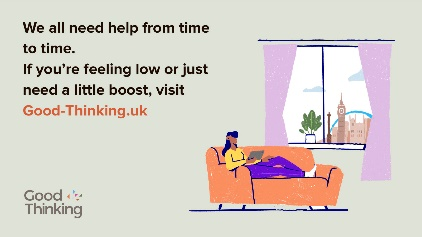 We all need help from time
to time.
If you're feeling low or just
need a little boost, visit
Good-Thinking.uk
Good
Thinking